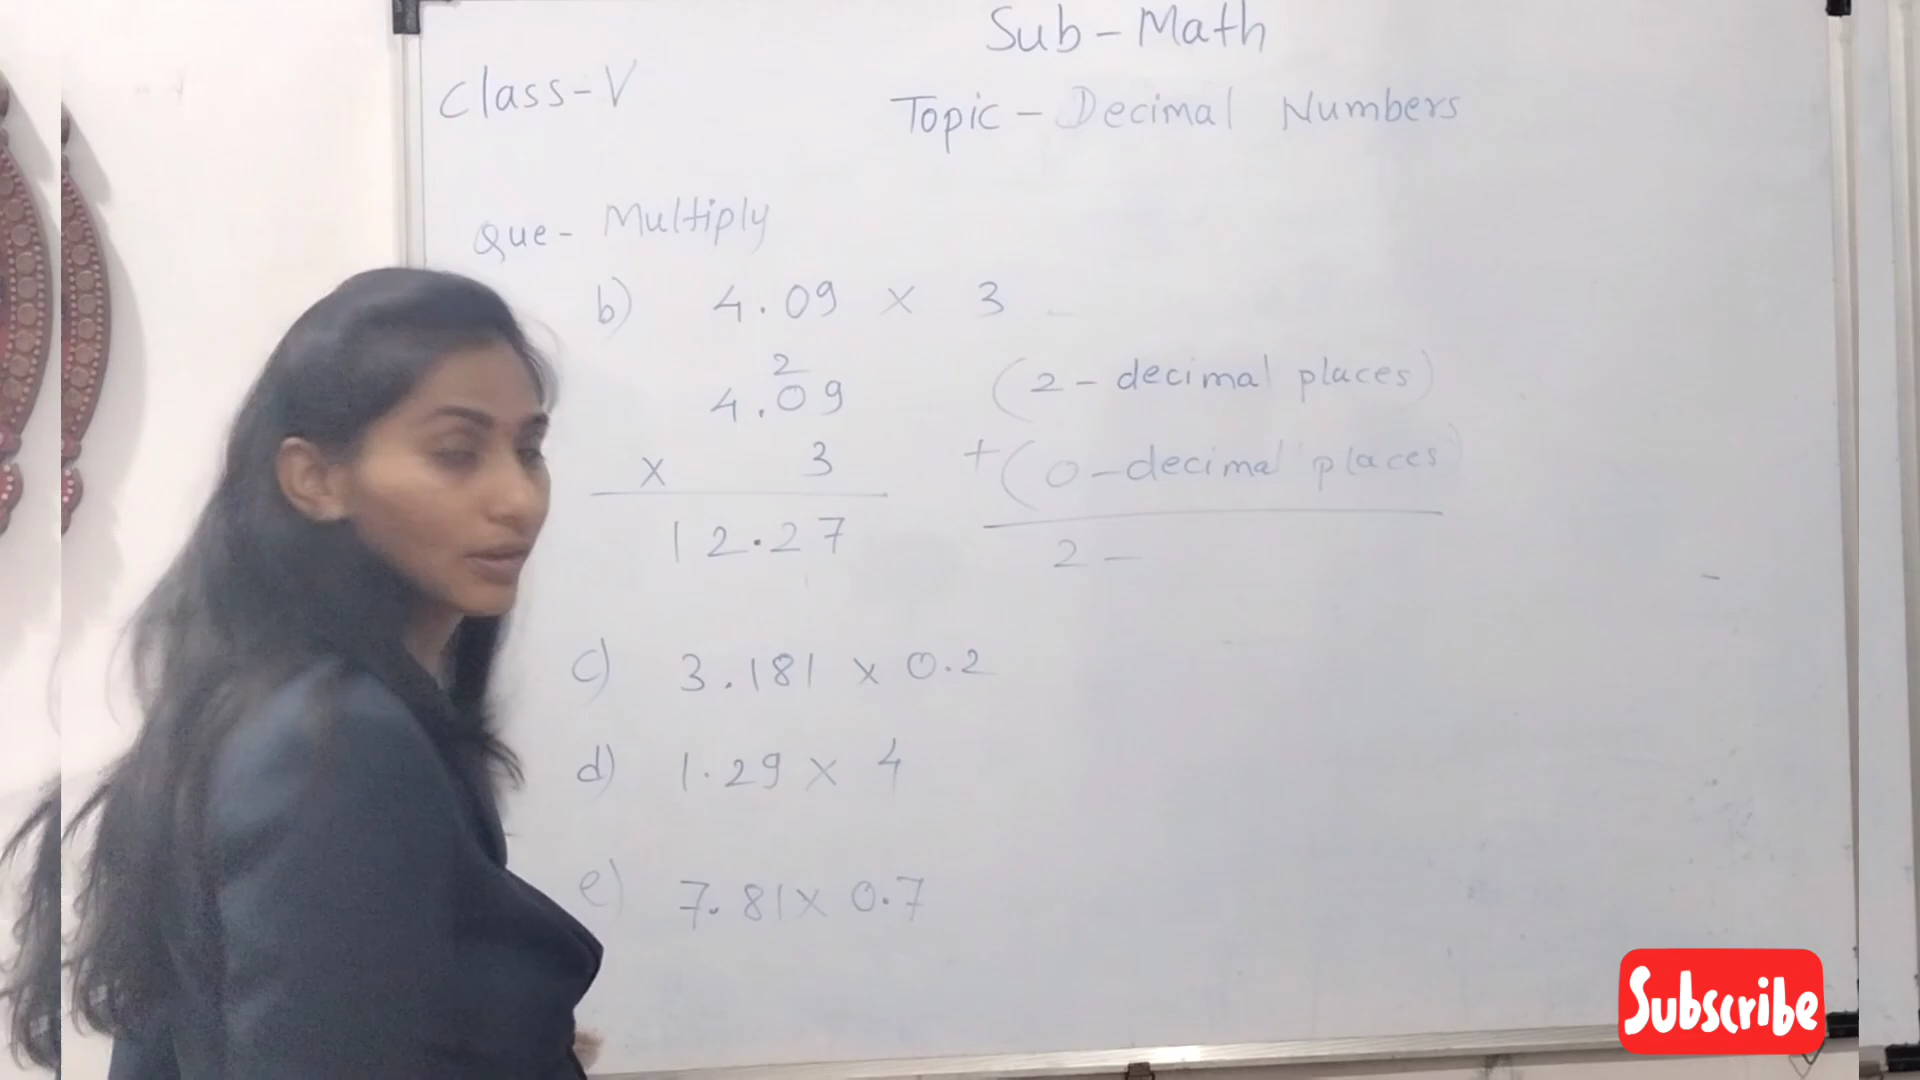 Sub - Math
Class - V
Topic - Decimal Numbers
Que - Multiply
b) 4.09 × 3
2
4.09 (2 - decimal places)
× 3 + (0 - decimal places)
12.27 2 -
c) 3.181 × 0.2
d) 1.29 × 4
e) 7.81 × 0.7
Subscribe